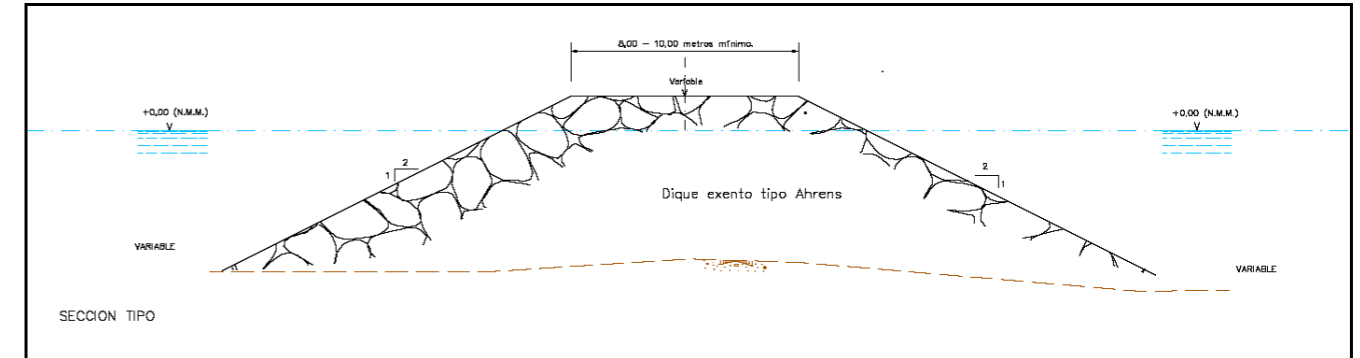 8,00 - 10,00 metros mínimo.
Variable
+0,00 (N.M.M.)
+0,00 (N.M.M.)
2
1
2
1
Dique exento tipo Ahrens
VARIABLE
VARIABLE
SECCION TIPO